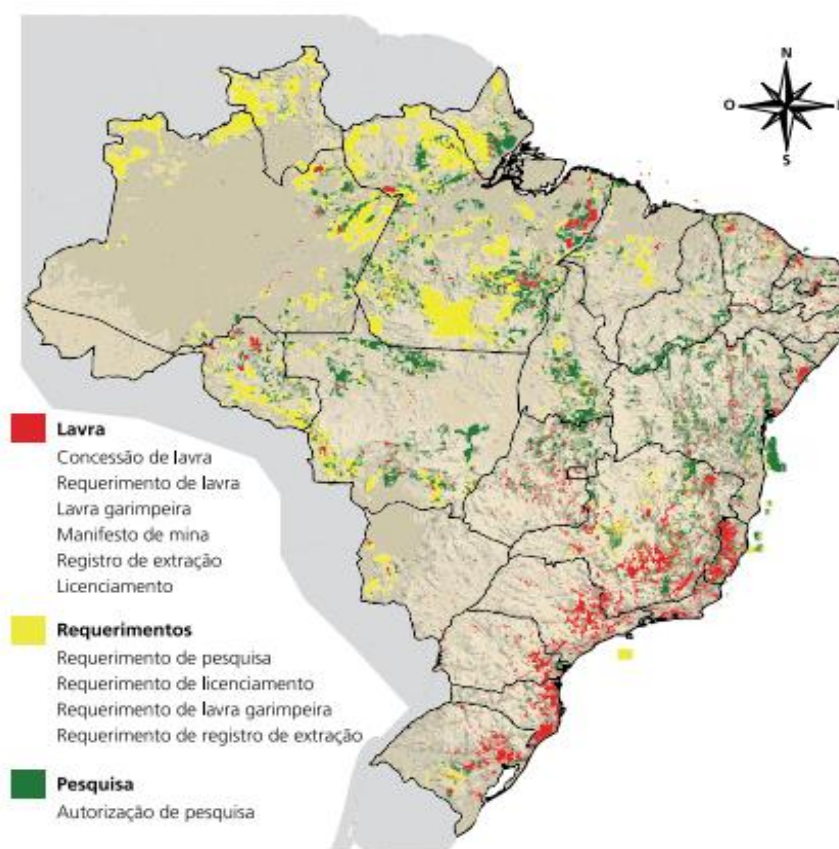 N
O
S
Lavra
Concessão de lavra
Requerimento de lavra
Lavra garimpeira
Manifesto de mina
Registro de extração
Licenciamento
Requerimentos
Requerimento de pesquisa
Requerimento de licenciamento
Requerimento de lavra garimpeira
Requerimento de registro de extração
Pesquisa
Autorização de pesquisa